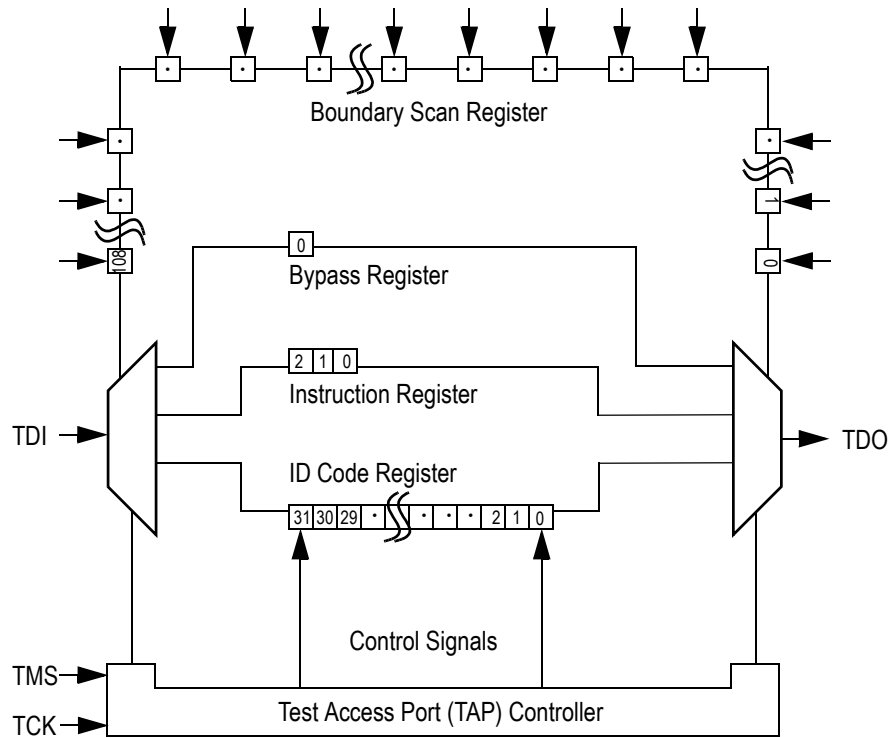 Boundary Scan Register
1
108
0
0
Bypass Register
2 1 0
Instruction Register
TDI
TDO
ID Code Register
31 30 29 · · · · 2 1 0
Control Signals
TMS
Test Access Port (TAP) Controller
TCK